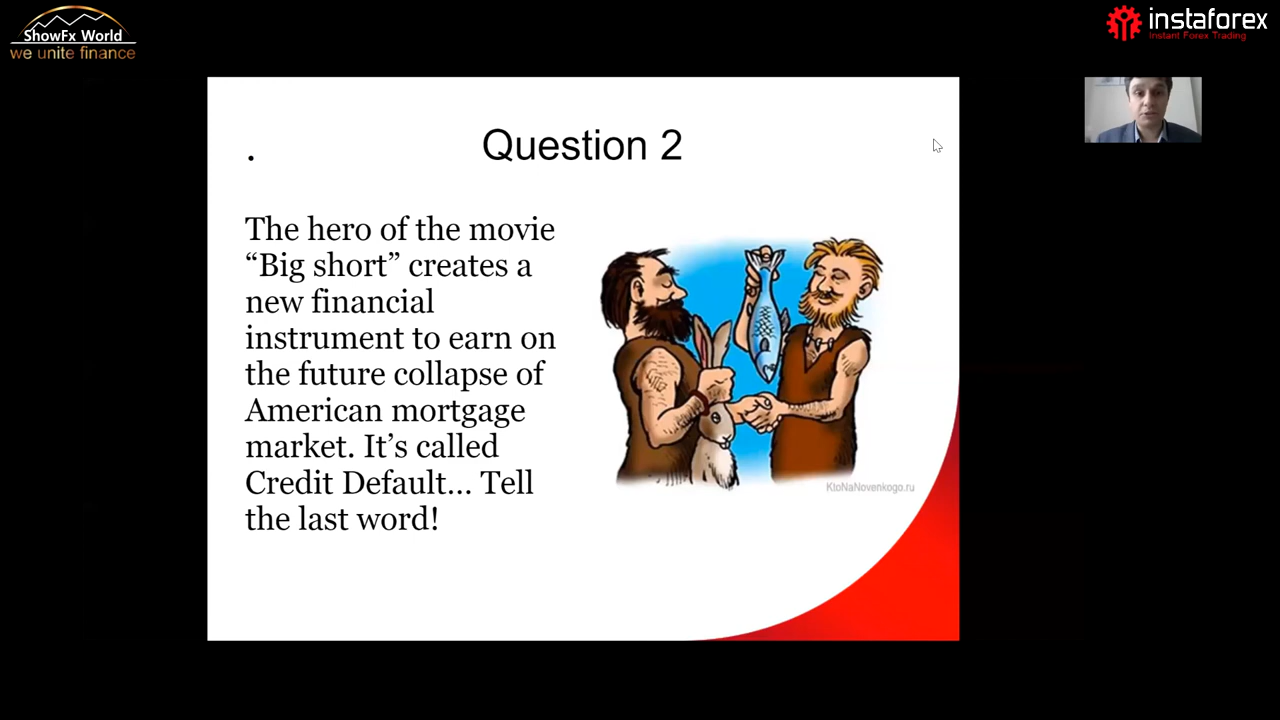 ShowFx World
we unite finance
instaforex
Instant Forex Trading
. Question 2
The hero of the movie
“Big short” creates a
new financial
instrument to earn on
the future collapse of
American mortgage
market. It’s called
Credit Default... Tell
the last word!
KtoNaNovenkogo.ru